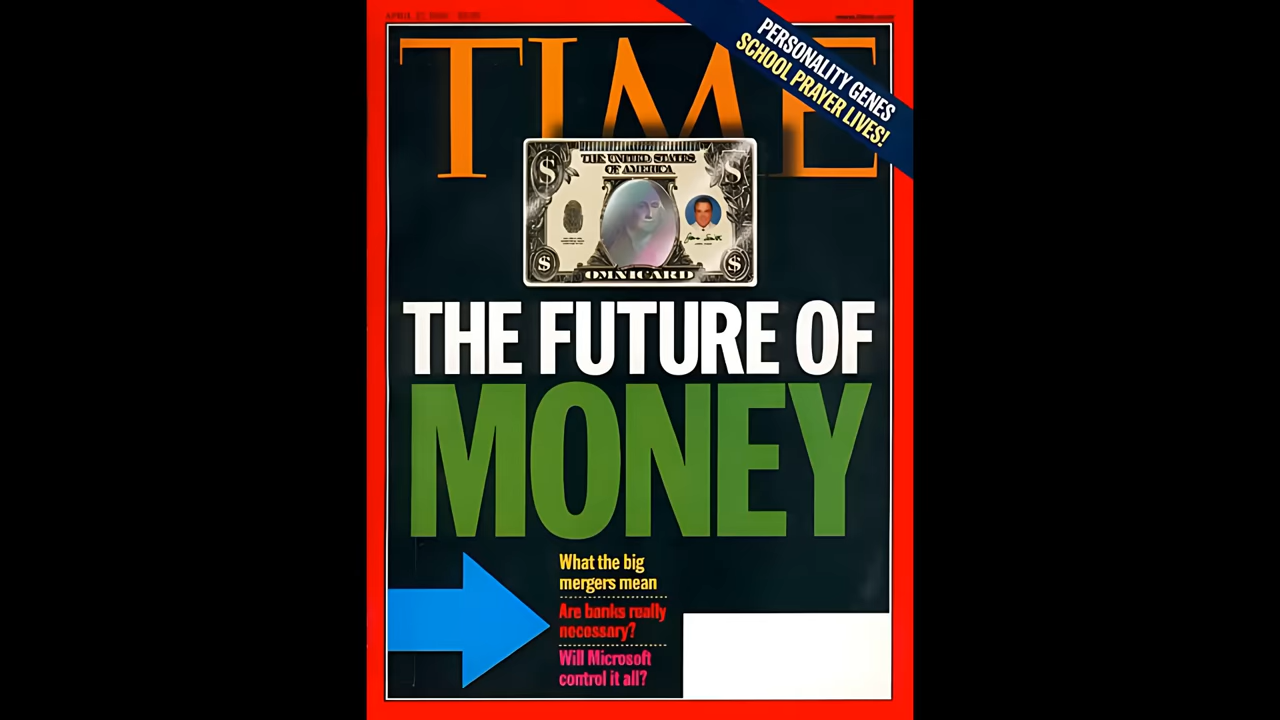 TIME
PERSONALITY GENES
SCHOOL PRAYER LIVES!
THE UNITED STATES
OF AMERICA
$
$
$
$
OMNICARD
THE FUTURE OF
MONEY
What the big
mergers mean
Are banks really
necessary?
Will Microsoft
control it all?